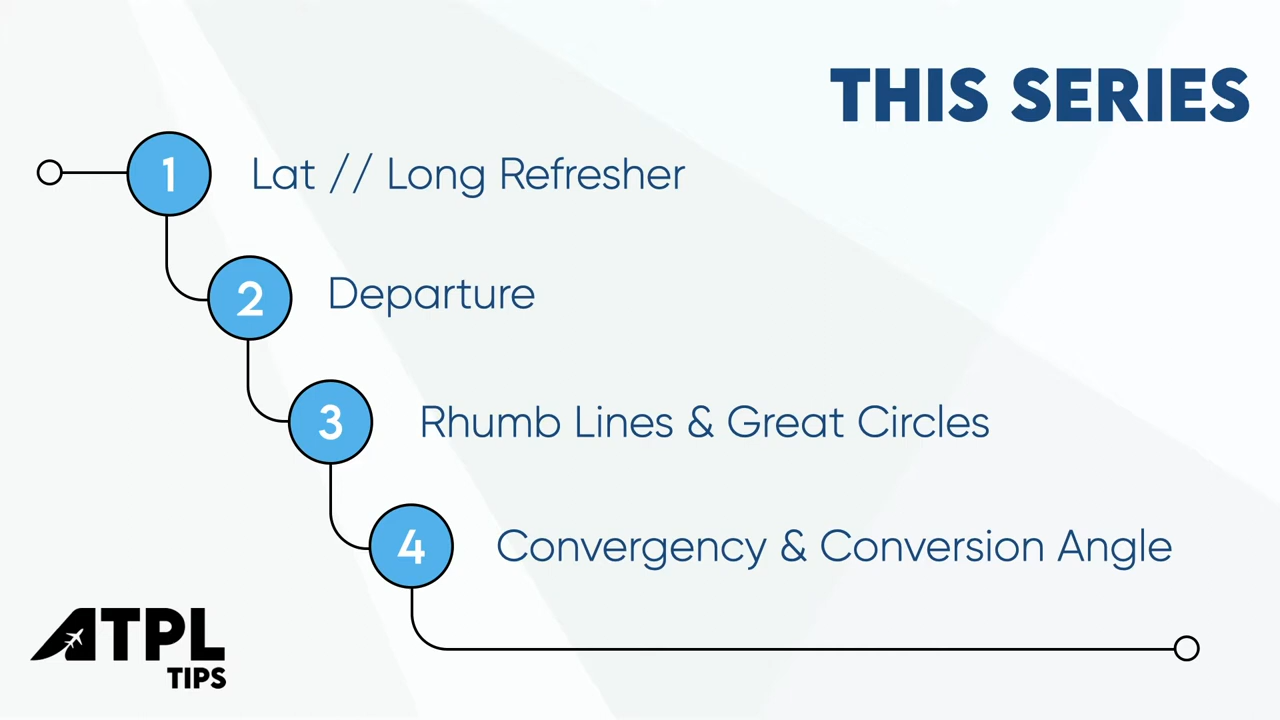 THIS SERIES
1 Lat // Long Refresher
2 Departure
3 Rhumb Lines & Great Circles
4 Convergency & Conversion Angle
ATPL
TIPS